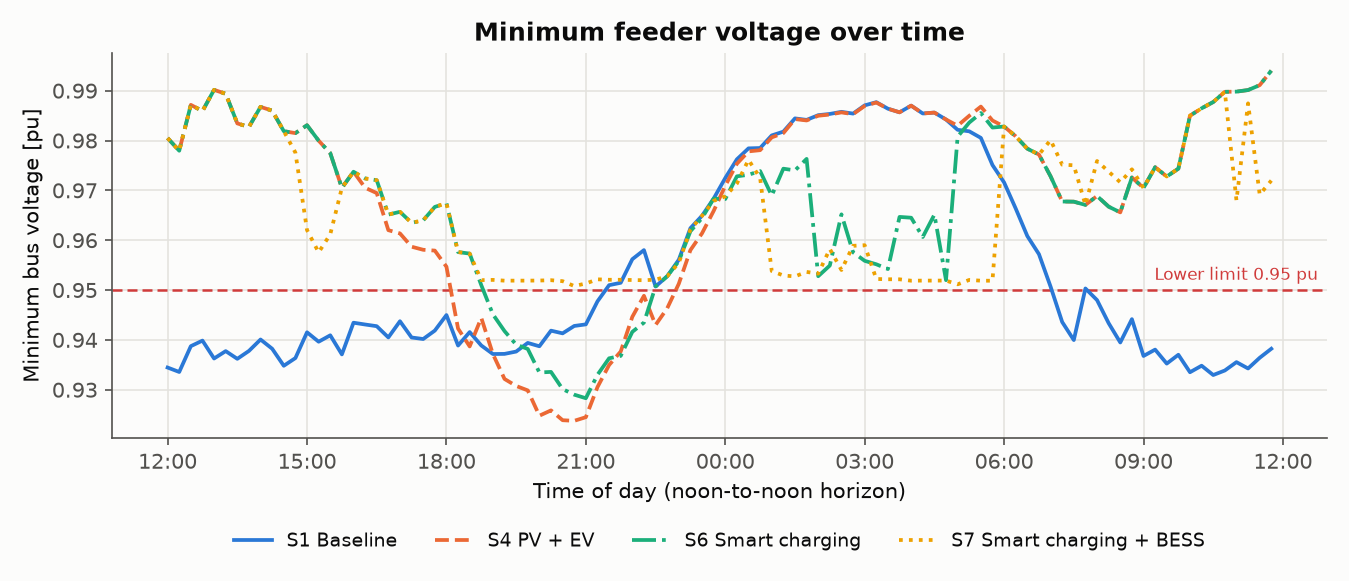 Minimum feeder voltage over time
Minimum bus voltage [pu]
0.99
0.98
0.97
0.96
0.95
0.94
0.93
Lower limit 0.95 pu
12:00 15:00 18:00 21:00 00:00 03:00 06:00 09:00 12:00
Time of day (noon-to-noon horizon)
S1 Baseline S4 PV + EV S6 Smart charging S7 Smart charging + BESS